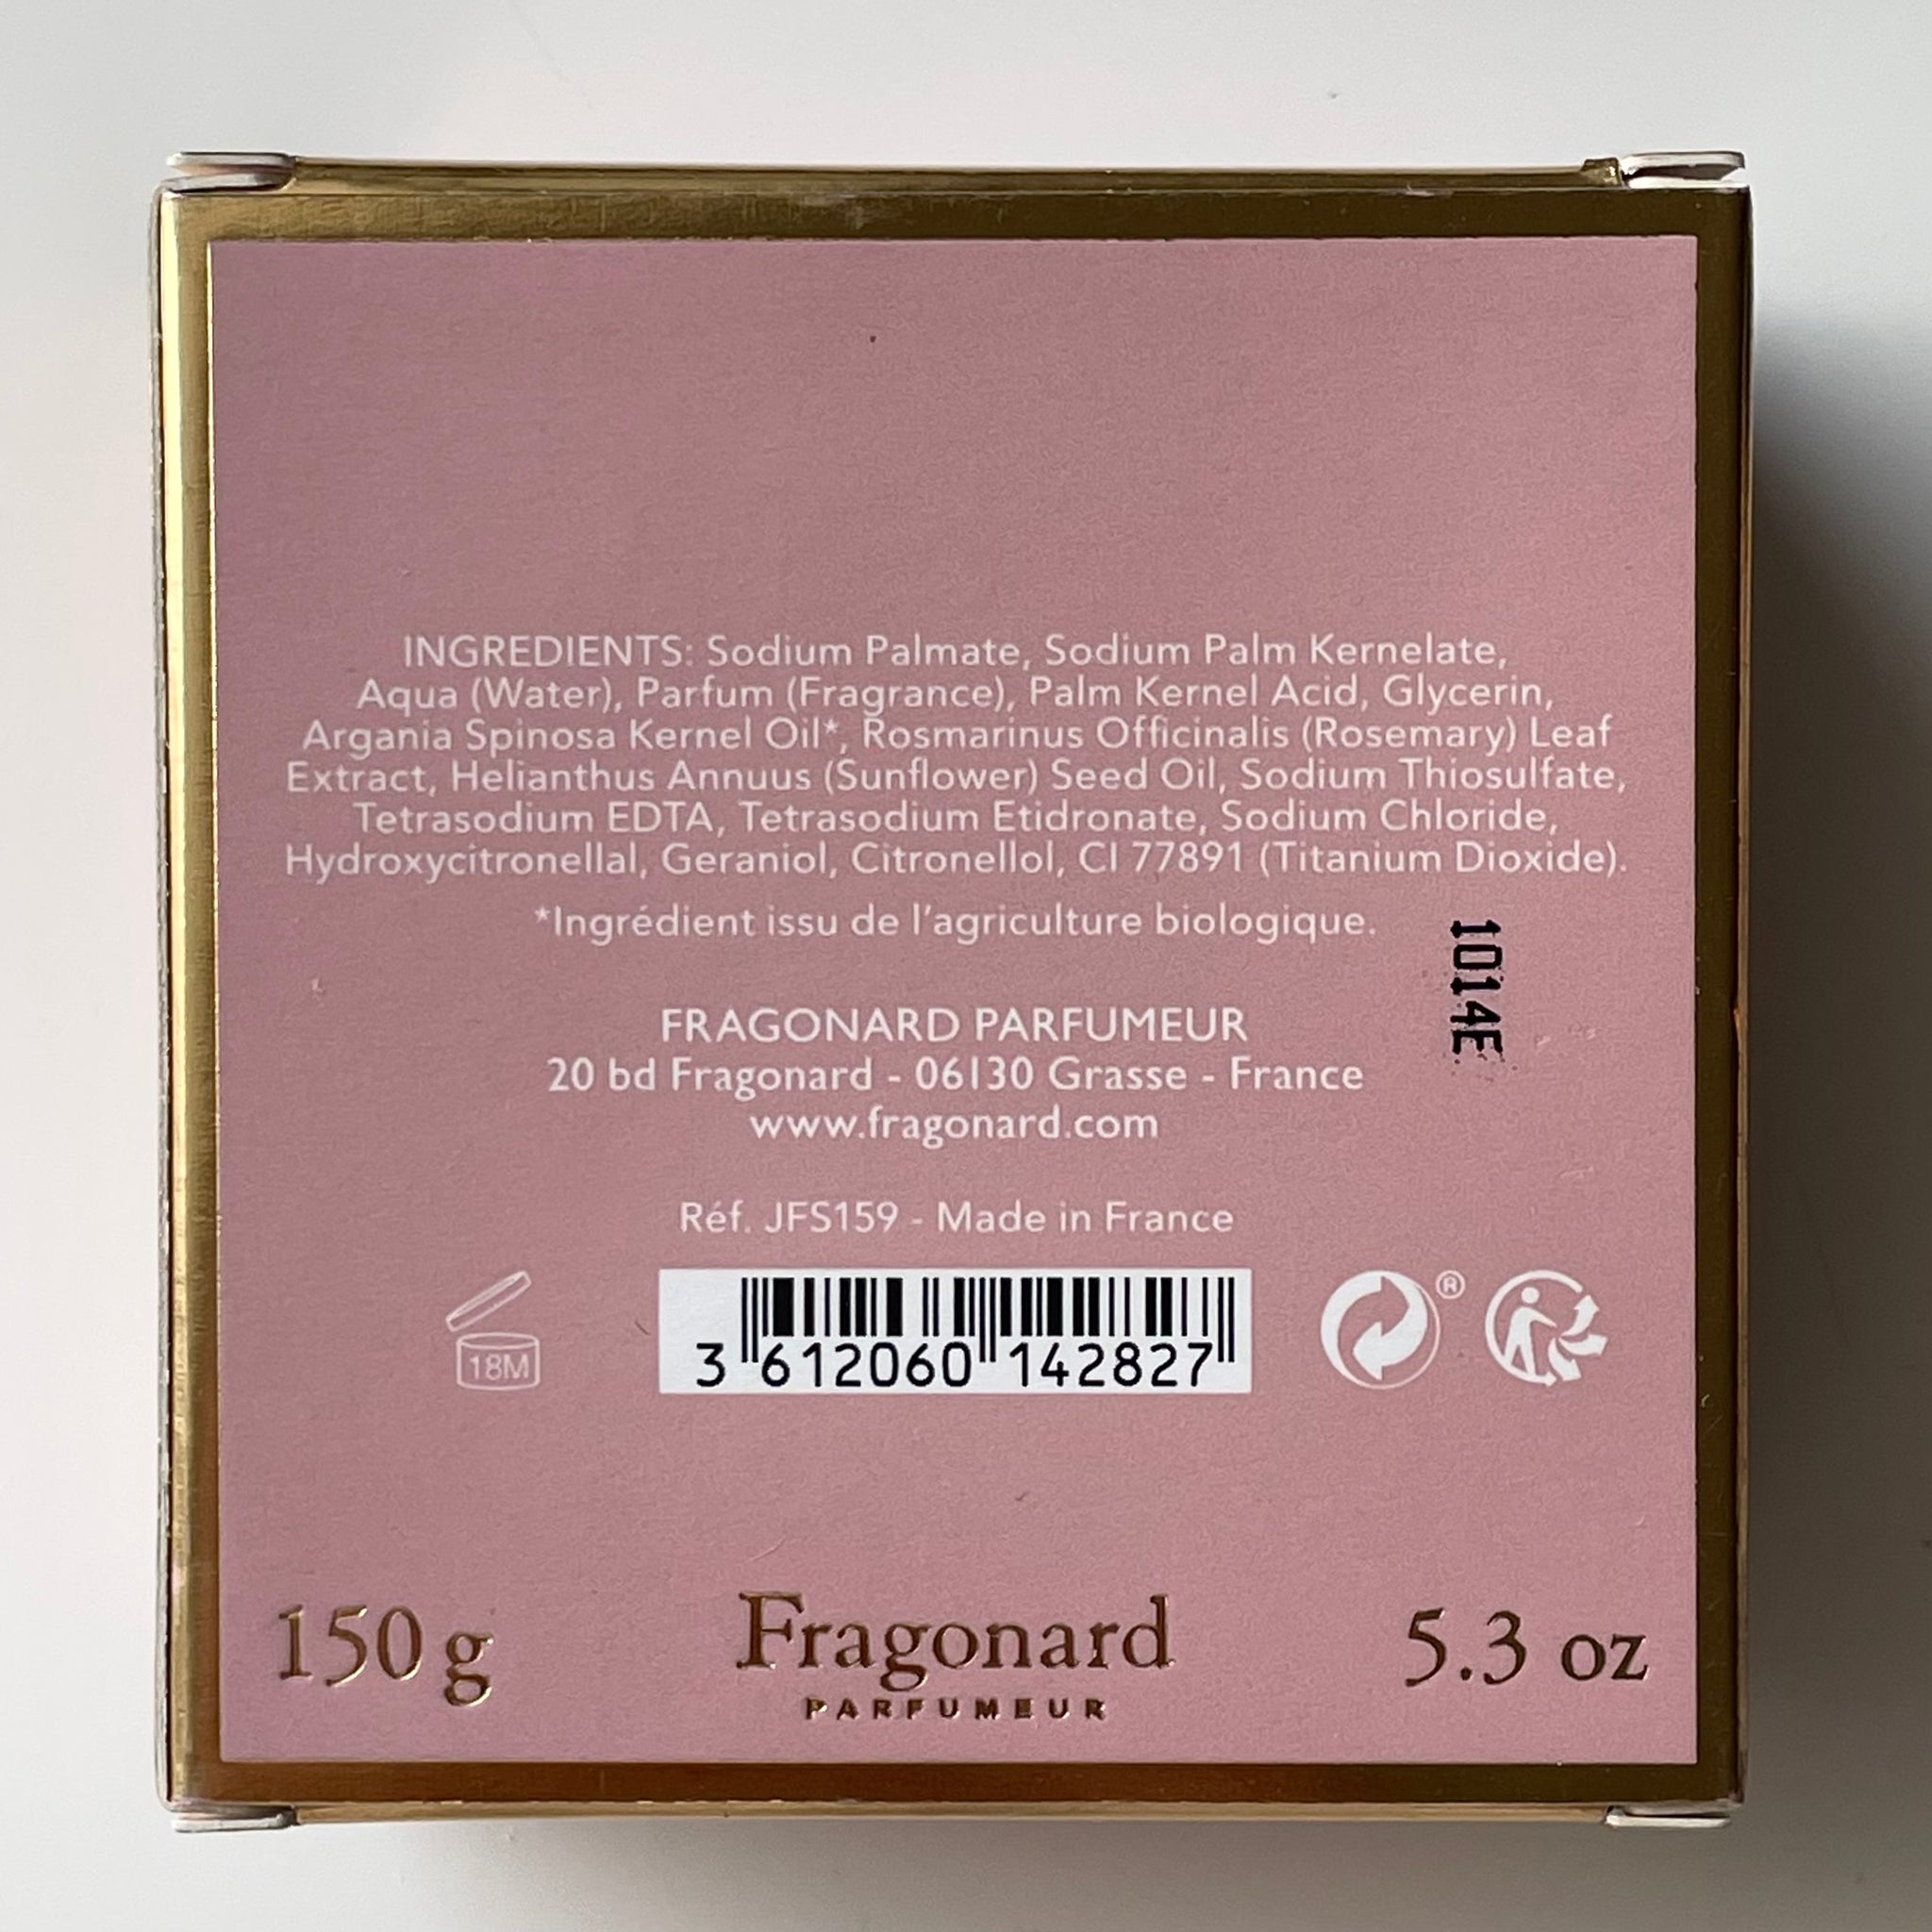 INGREDIENTS: Sodium Palmate, Sodium Palm Kernelate,
Aqua (Water), Parfum (Fragrance), Palm Kernel Acid, Glycerin,
Argania Spinosa Kernel Oil*, Rosmarinus Officinalis (Rosemary) Leaf
Extract, Helianthus Annuus (Sunflower) Seed Oil, Sodium Thiosulfate,
Tetrasodium EDTA, Tetrasodium Etidronate, Sodium Chloride,
Hydroxycitronellal, Geraniol, Citronellol, CI 77891 (Titanium Dioxide).
*Ingrédient issu de l'agriculture biologique.
1014E
FRAGONARD PARFUMEUR
20 bd Fragonard - 06130 Grasse - France
www.fragonard.com
Réf. JFS159 - Made in France
18M
3 612060 142827
®
150 g
Fragonard
PARFUMEUR
5.3 oz